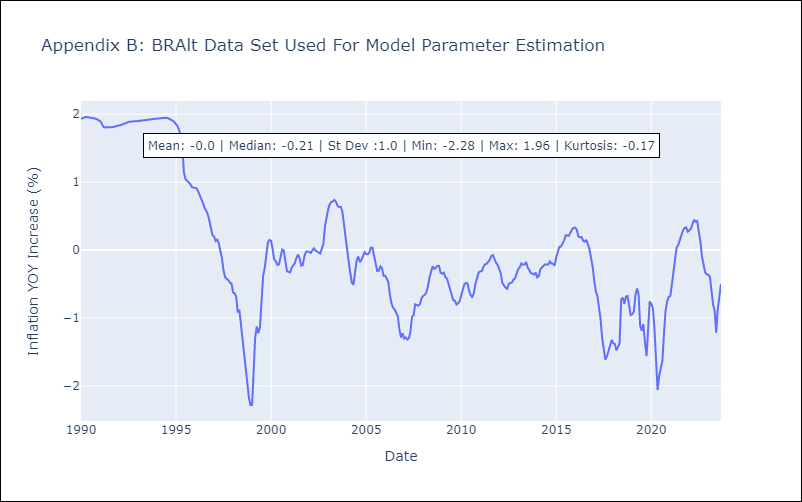 Appendix B: BRAlt Data Set Used For Model Parameter Estimation
Mean: -0.0 | Median: -0.21 | St Dev :1.0 | Min: -2.28 | Max: 1.96 | Kurtosis: -0.17
Inflation YOY Increase (%)
2
1
0
−1
−2
1990 1995 2000 2005 2010 2015 2020
Date